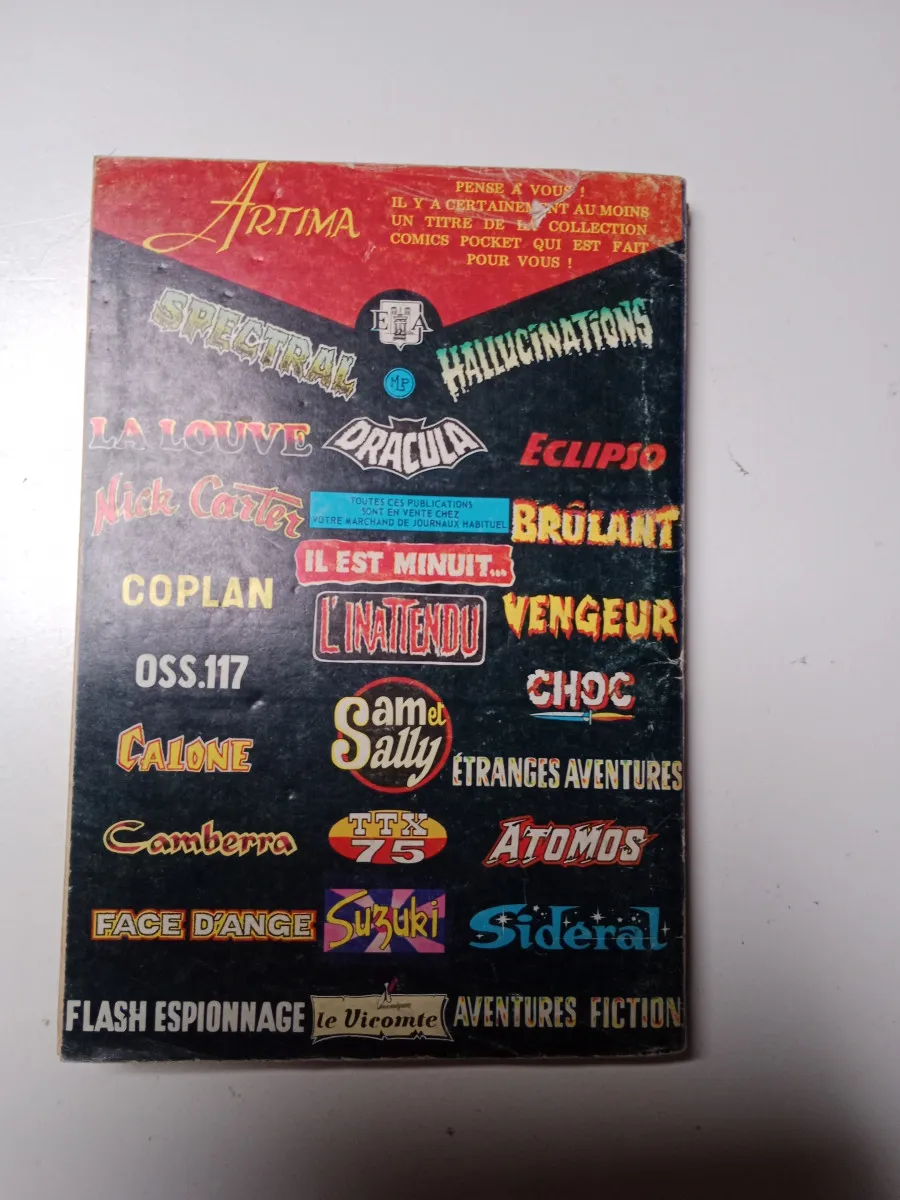 ARTIMA
PENSE A VOUS !
IL Y A CERTAINEMENT AU MOINS
UN TITRE DE LA COLLECTION
COMICS POCKET QUI EST FAIT
POUR VOUS !
SPECTRAL
E A
HALLUCINATIONS
MLP
LA LOUVE
DRACULA
ECLIPSO
Nick Carter
TOUTES CES PUBLICATIONS
SONT EN VENTE CHEZ
VOTRE MARCHAND DE JOURNAUX HABITUEL
BRÛLANT
IL EST MINUIT...
COPLAN
L'INATTENDU
VENGEUR
OSS.117
CHOC
Sam et
Sally
CALONE
ÉTRANGES AVENTURES
Camberra
TTX
75
ATOMOS
FACE D'ANGE
Suzuki
Sidéral
FLASH ESPIONNAGE
le Vicomte
AVENTURES FICTION